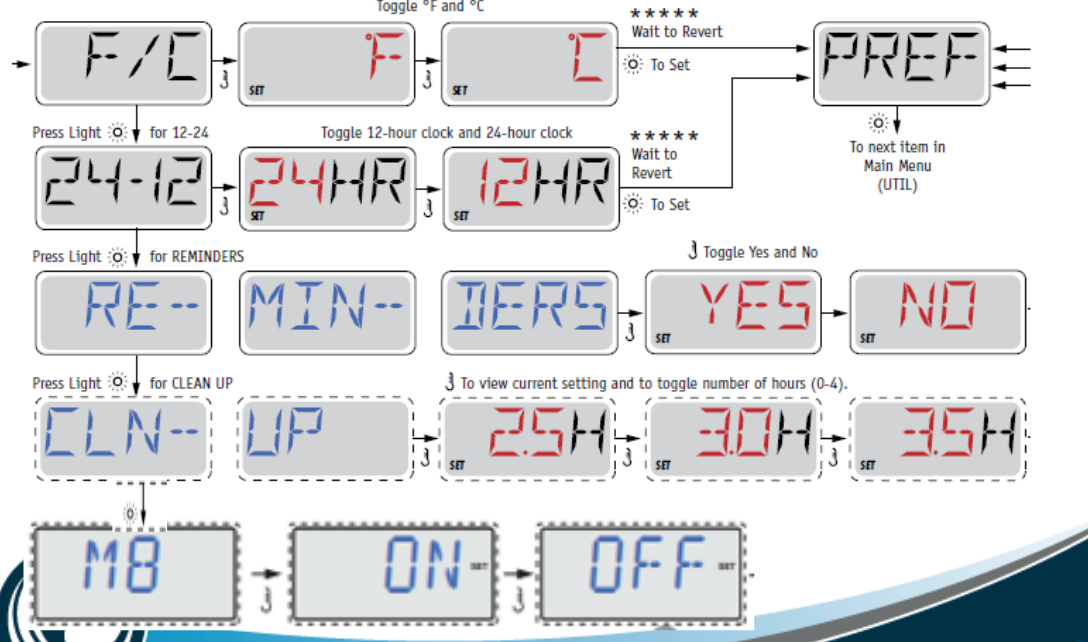 Toggle °F and °C
F/C
°F
SET
°C
SET
*****
Wait to Revert
To Set
PREF
To next item in
Main Menu
(UTIL)
Press Light for 12-24
Toggle 12-hour clock and 24-hour clock
24-12
24HR
SET
12HR
SET
*****
Wait to
Revert
To Set
Press Light for REMINDERS
Toggle Yes and No
RE--
MIN--
DERS
YES
SET
NO
SET
Press Light for CLEAN UP
To view current setting and to toggle number of hours (0-4).
CLN--
UP
2.5H
SET
3.0H
SET
3.5H
SET
M8
ON
SET
OFF
SET